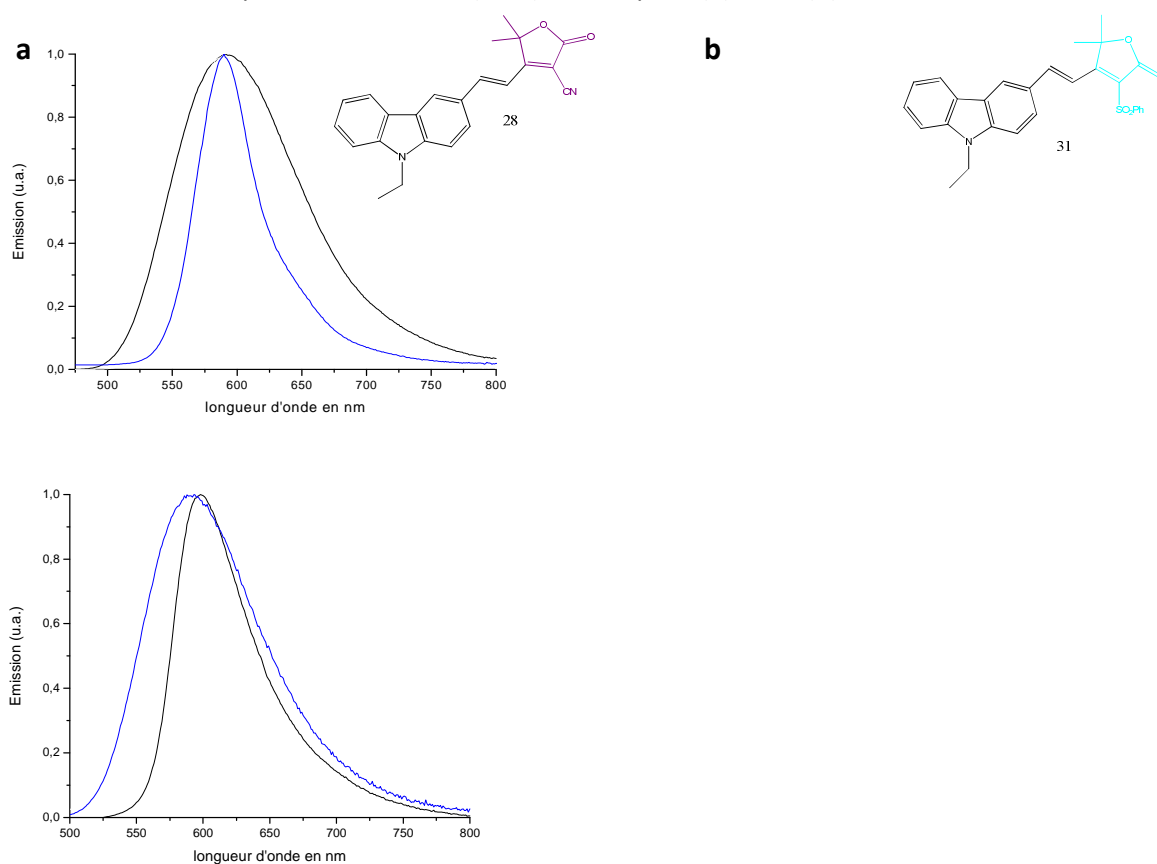 a
b
1,0
0,8
0,6
0,4
0,2
0,0
Emission (u.a.)
500 550 600 650 700 750 800
longueur d'onde en nm
O
O
CN
28
N
O
SO2Ph
31
N
1,0
0,8
0,6
0,4
0,2
0,0
Emission (u.a.)
500 550 600 650 700 750 800
longueur d'onde en nm